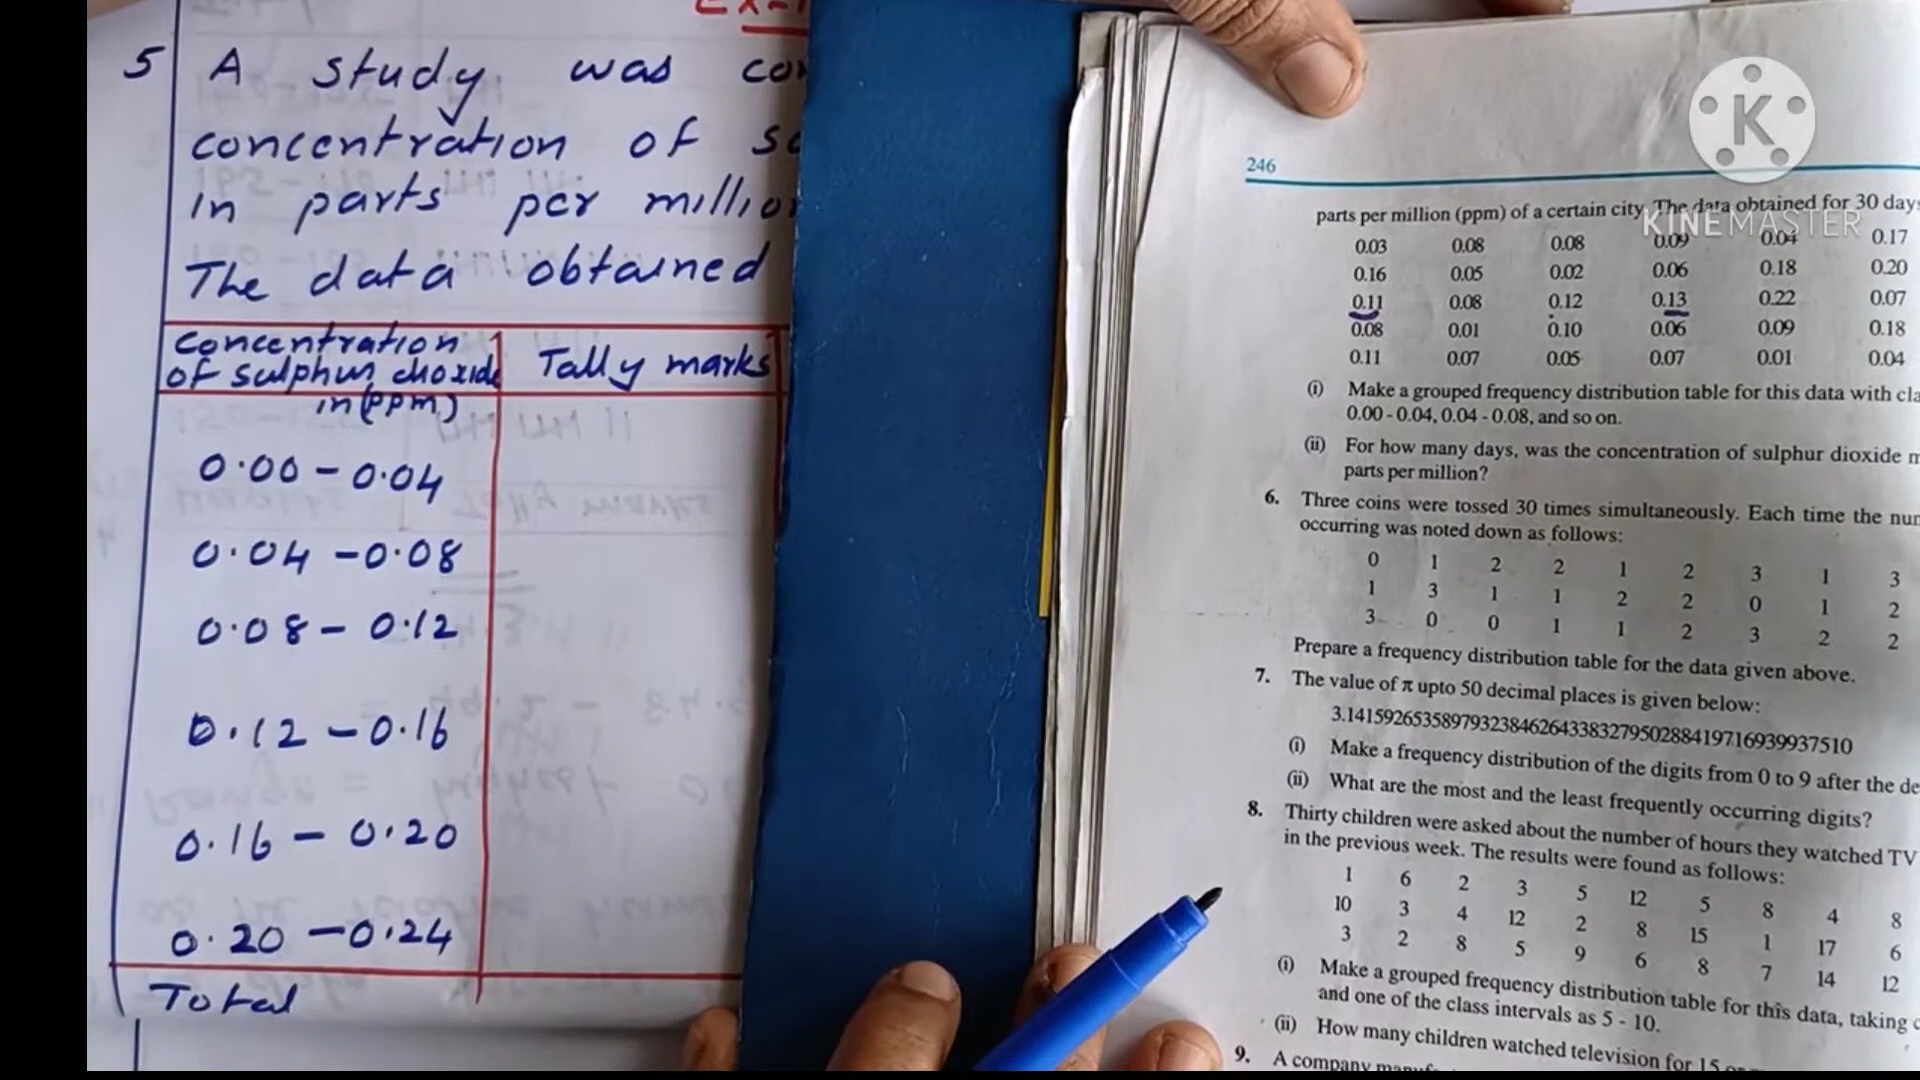 5 A study was
concentration of
in parts per million
The data obtained
Concentration
of sulphur dioxide
in (ppm)
Tally marks
0.00 - 0.04
0.04 - 0.08
0.08 - 0.12
0.12 - 0.16
0.16 - 0.20
0.20 - 0.24
Total
K
KINEMASTER
246
parts per million (ppm) of a certain city. The data obtained for 30 days
0.03 0.08 0.08 0.09 0.04 0.17
0.16 0.05 0.02 0.06 0.18 0.20
0.11 0.08 0.12 0.13 0.22 0.07
0.08 0.01 0.10 0.06 0.09 0.18
0.11 0.07 0.05 0.07 0.01 0.04
(i) Make a grouped frequency distribution table for this data with
0.00 - 0.04, 0.04 - 0.08, and so on.
(ii) For how many days, was the concentration of sulphur dioxide
parts per million?
6. Three coins were tossed 30 times simultaneously. Each time the
occurring was noted down as follows:
0 1 2 2 1 2 3 1 3
1 3 1 1 2 2 0 1 2
3 0 0 1 1 2 3 2 2
Prepare a frequency distribution table for the data given above.
7. The value of π upto 50 decimal places is given below:
3.14159265358979323846264338327950288419716939937510
(i) Make a frequency distribution of the digits from 0 to 9 after the
(ii) What are the most and the least frequently occurring digits?
8. Thirty children were asked about the number of hours they watched TV
in the previous week. The results were found as follows:
1 6 2 3 5 12 5 8 4 8
10 3 4 12 2 8 15 1 17 6
3 2 8 5 9 6 8 7 14 12
(i) Make a grouped frequency distribution table for this data, taking
and one of the class intervals as 5 - 10.
(ii) How many children watched television for 15
9. A company